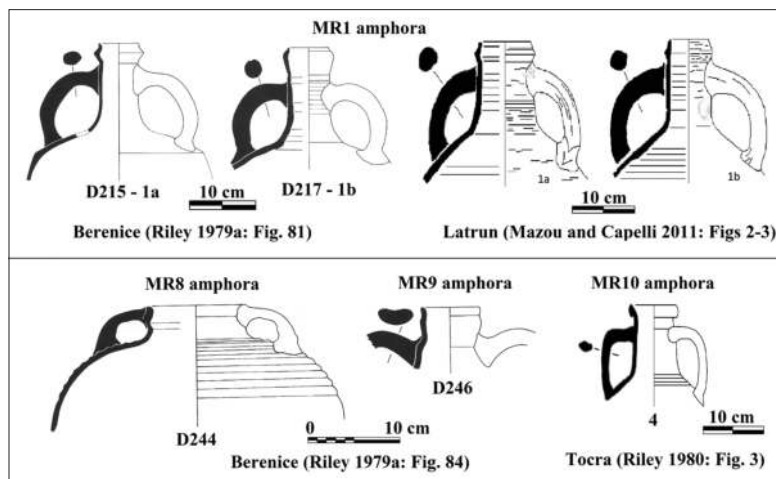 MR1 amphora
1a
1b
D215 - 1a
10 cm
D217 - 1b
10 cm
Berenice (Riley 1979a: Fig. 81)
Latrun (Mazou and Capelli 2011: Figs 2-3)
MR8 amphora
MR9 amphora
MR10 amphora
D246
D244
0 10 cm
4
10 cm
Berenice (Riley 1979a: Fig. 84)
Tocra (Riley 1980: Fig. 3)